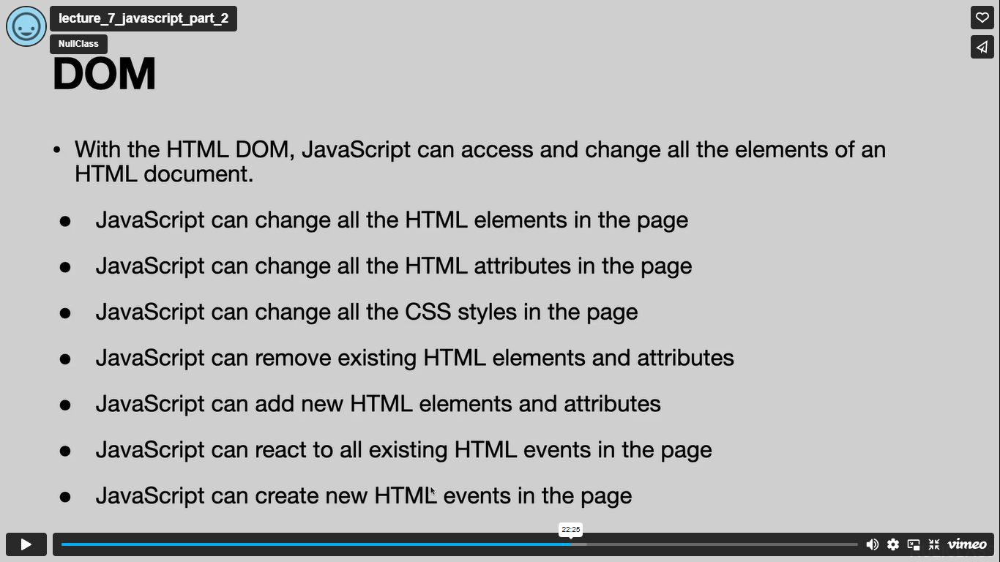 lecture_7_javascript_part_2
NullClass
DOM
• With the HTML DOM, JavaScript can access and change all the elements of an
HTML document.
● JavaScript can change all the HTML elements in the page
● JavaScript can change all the HTML attributes in the page
● JavaScript can change all the CSS styles in the page
● JavaScript can remove existing HTML elements and attributes
● JavaScript can add new HTML elements and attributes
● JavaScript can react to all existing HTML events in the page
● JavaScript can create new HTML events in the page
22:25
vimeo